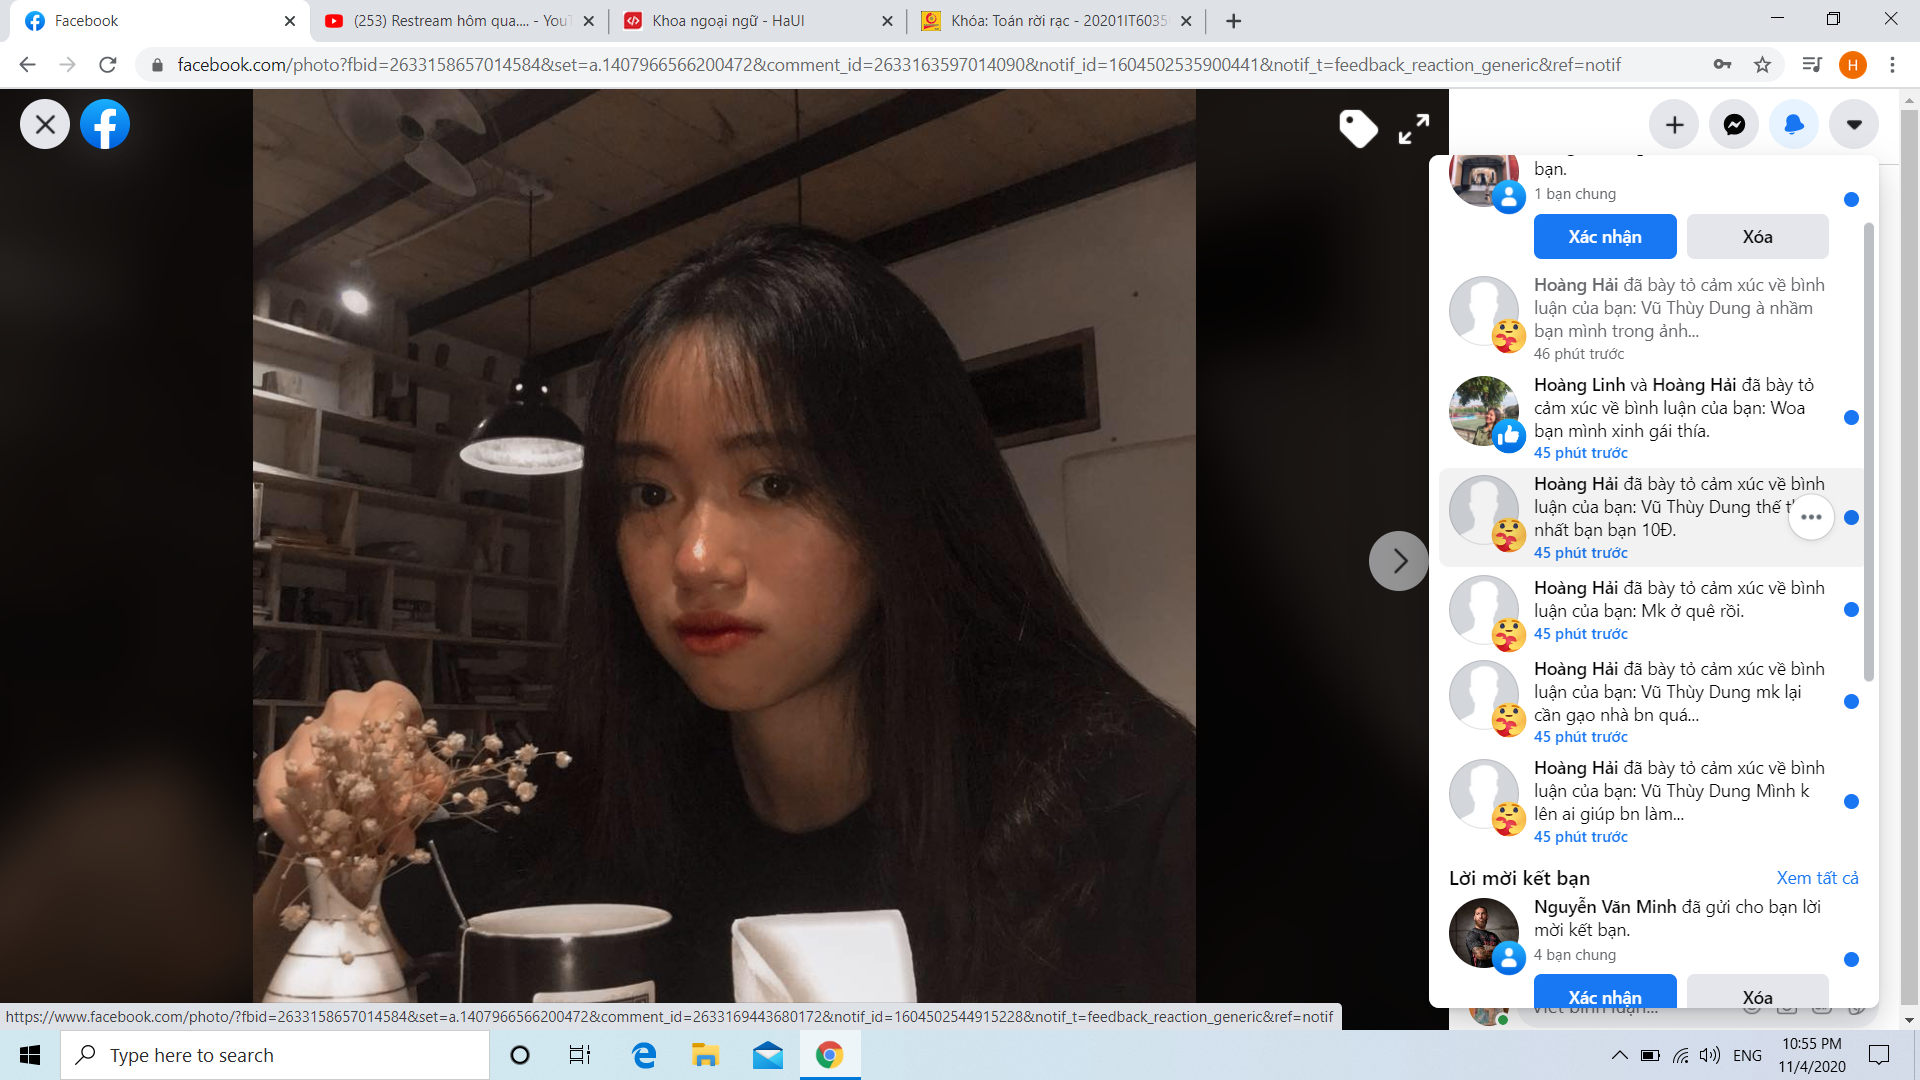 Facebook
(253) Restream hôm qua.... - You
Khoa ngoại ngữ - HaUI
Khóa: Toán rời rạc - 20201IT6035
facebook.com/photo?fbid=2633158657014584&set=a.1407966566200472&comment_id=2633163597014090&notif_id=1604502535900441&notif_t=feedback_reaction_generic&ref=notif
H
bạn.
1 bạn chung
Xác nhận
Xóa
Hoàng Hải đã bày tỏ cảm xúc về bình
luận của bạn: Vũ Thùy Dung à nhầm
bạn mình trong ảnh...
46 phút trước
Hoàng Linh và Hoàng Hải đã bày tỏ
cảm xúc về bình luận của bạn: Woa
bạn mình xinh gái thía.
45 phút trước
Hoàng Hải đã bày tỏ cảm xúc về bình
luận của bạn: Vũ Thùy Dung thế
nhất bạn bạn 10Đ.
45 phút trước
Hoàng Hải đã bày tỏ cảm xúc về bình
luận của bạn: Mk ở quê rồi.
45 phút trước
Hoàng Hải đã bày tỏ cảm xúc về bình
luận của bạn: Vũ Thùy Dung mk lại
cần gạo nhà bn quá...
45 phút trước
Hoàng Hải đã bày tỏ cảm xúc về bình
luận của bạn: Vũ Thùy Dung Mình k
lên ai giúp bn làm...
45 phút trước
Lời mời kết bạn
Xem tất cả
Nguyễn Văn Minh đã gửi cho bạn lời
mời kết bạn.
4 bạn chung
Xác nhận
Xóa
Viết bình luận...
https://www.facebook.com/photo/?fbid=2633158657014584&set=a.1407966566200472&comment_id=2633169443680172&notif_id=1604502544915228&notif_t=feedback_reaction_generic&ref=notif
Type here to search
ENG
10:55 PM
11/4/2020